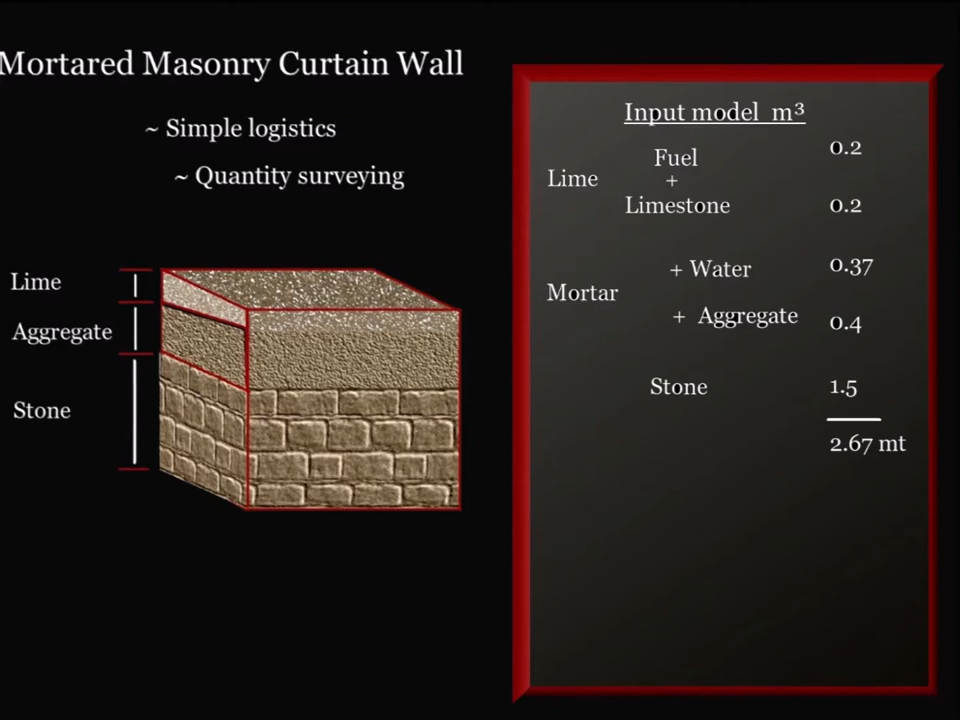 Mortared Masonry Curtain Wall
~ Simple logistics
~ Quantity surveying
Lime
Aggregate
Stone
Input model m³
Lime
Fuel 0.2
+
Limestone 0.2
Mortar
+ Water 0.37
+ Aggregate 0.4
Stone 1.5
2.67 mt